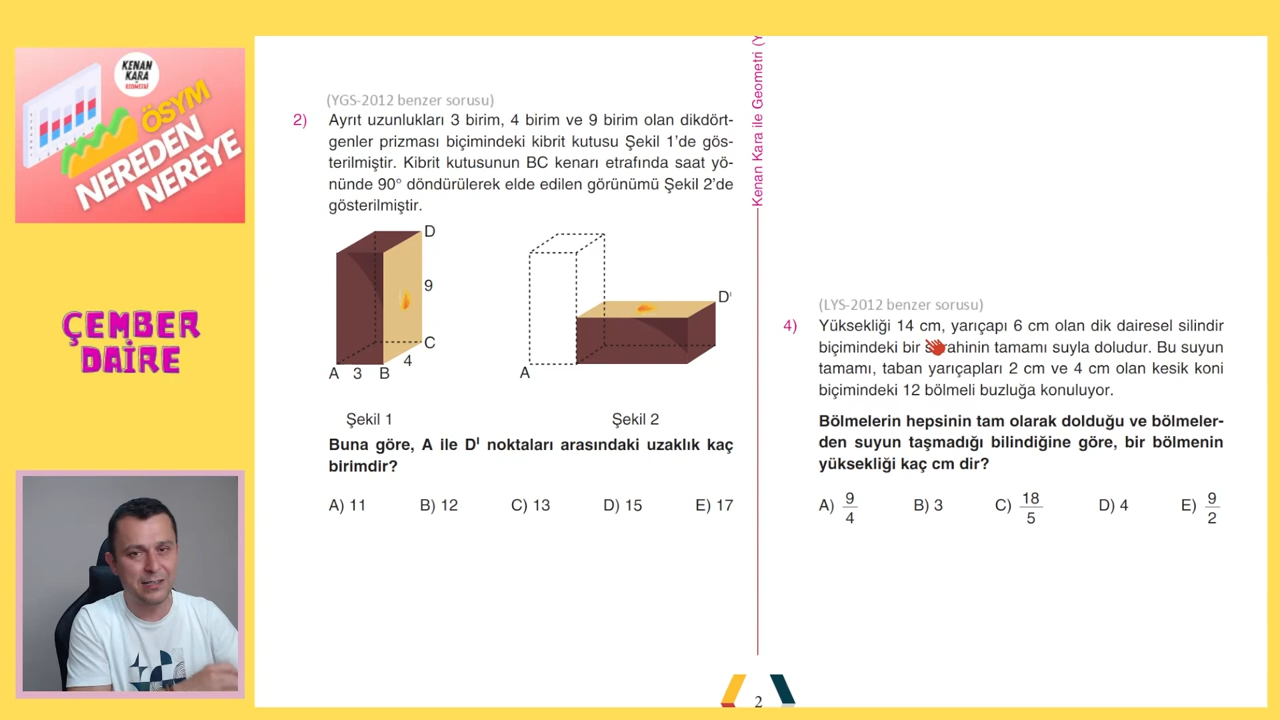 KENAN
KARA
ile
GEOMETRİ
ÖSYM
NEREDEN
NEREYE
ÇEMBER
DAİRE
(YGS-2012 benzer sorusu)
2) Ayrıt uzunlukları 3 birim, 4 birim ve 9 birim olan dikdört-
genler prizması biçimindeki kibrit kutusu Şekil 1'de gös-
terilmiştir. Kibrit kutusunun BC kenarı etrafında saat yö-
nünde 90° döndürülerek elde edilen görünümü Şekil 2'de
gösterilmiştir.
D
9
C
4
A 3 B
Şekil 1
D'
A
Şekil 2
Buna göre, A ile D' noktaları arasındaki uzaklık kaç
birimdir?
A) 11 B) 12 C) 13 D) 15 E) 17
Kenan Kara ile Geometri (Y
(LYS-2012 benzer sorusu)
4) Yüksekliği 14 cm, yarıçapı 6 cm olan dik dairesel silindir
biçimindeki bir sürahinin tamamı suyla doludur. Bu suyun
tamamı, taban yarıçapları 2 cm ve 4 cm olan kesik koni
biçimindeki 12 bölmeli buzluğa konuluyor.
Bölmelerin hepsinin tam olarak dolduğu ve bölmeler-
den suyun taşmadığı bilindiğine göre, bir bölmenin
yüksekliği kaç cm dir?
A) 9/4 B) 3 C) 18/5 D) 4 E) 9/2
2